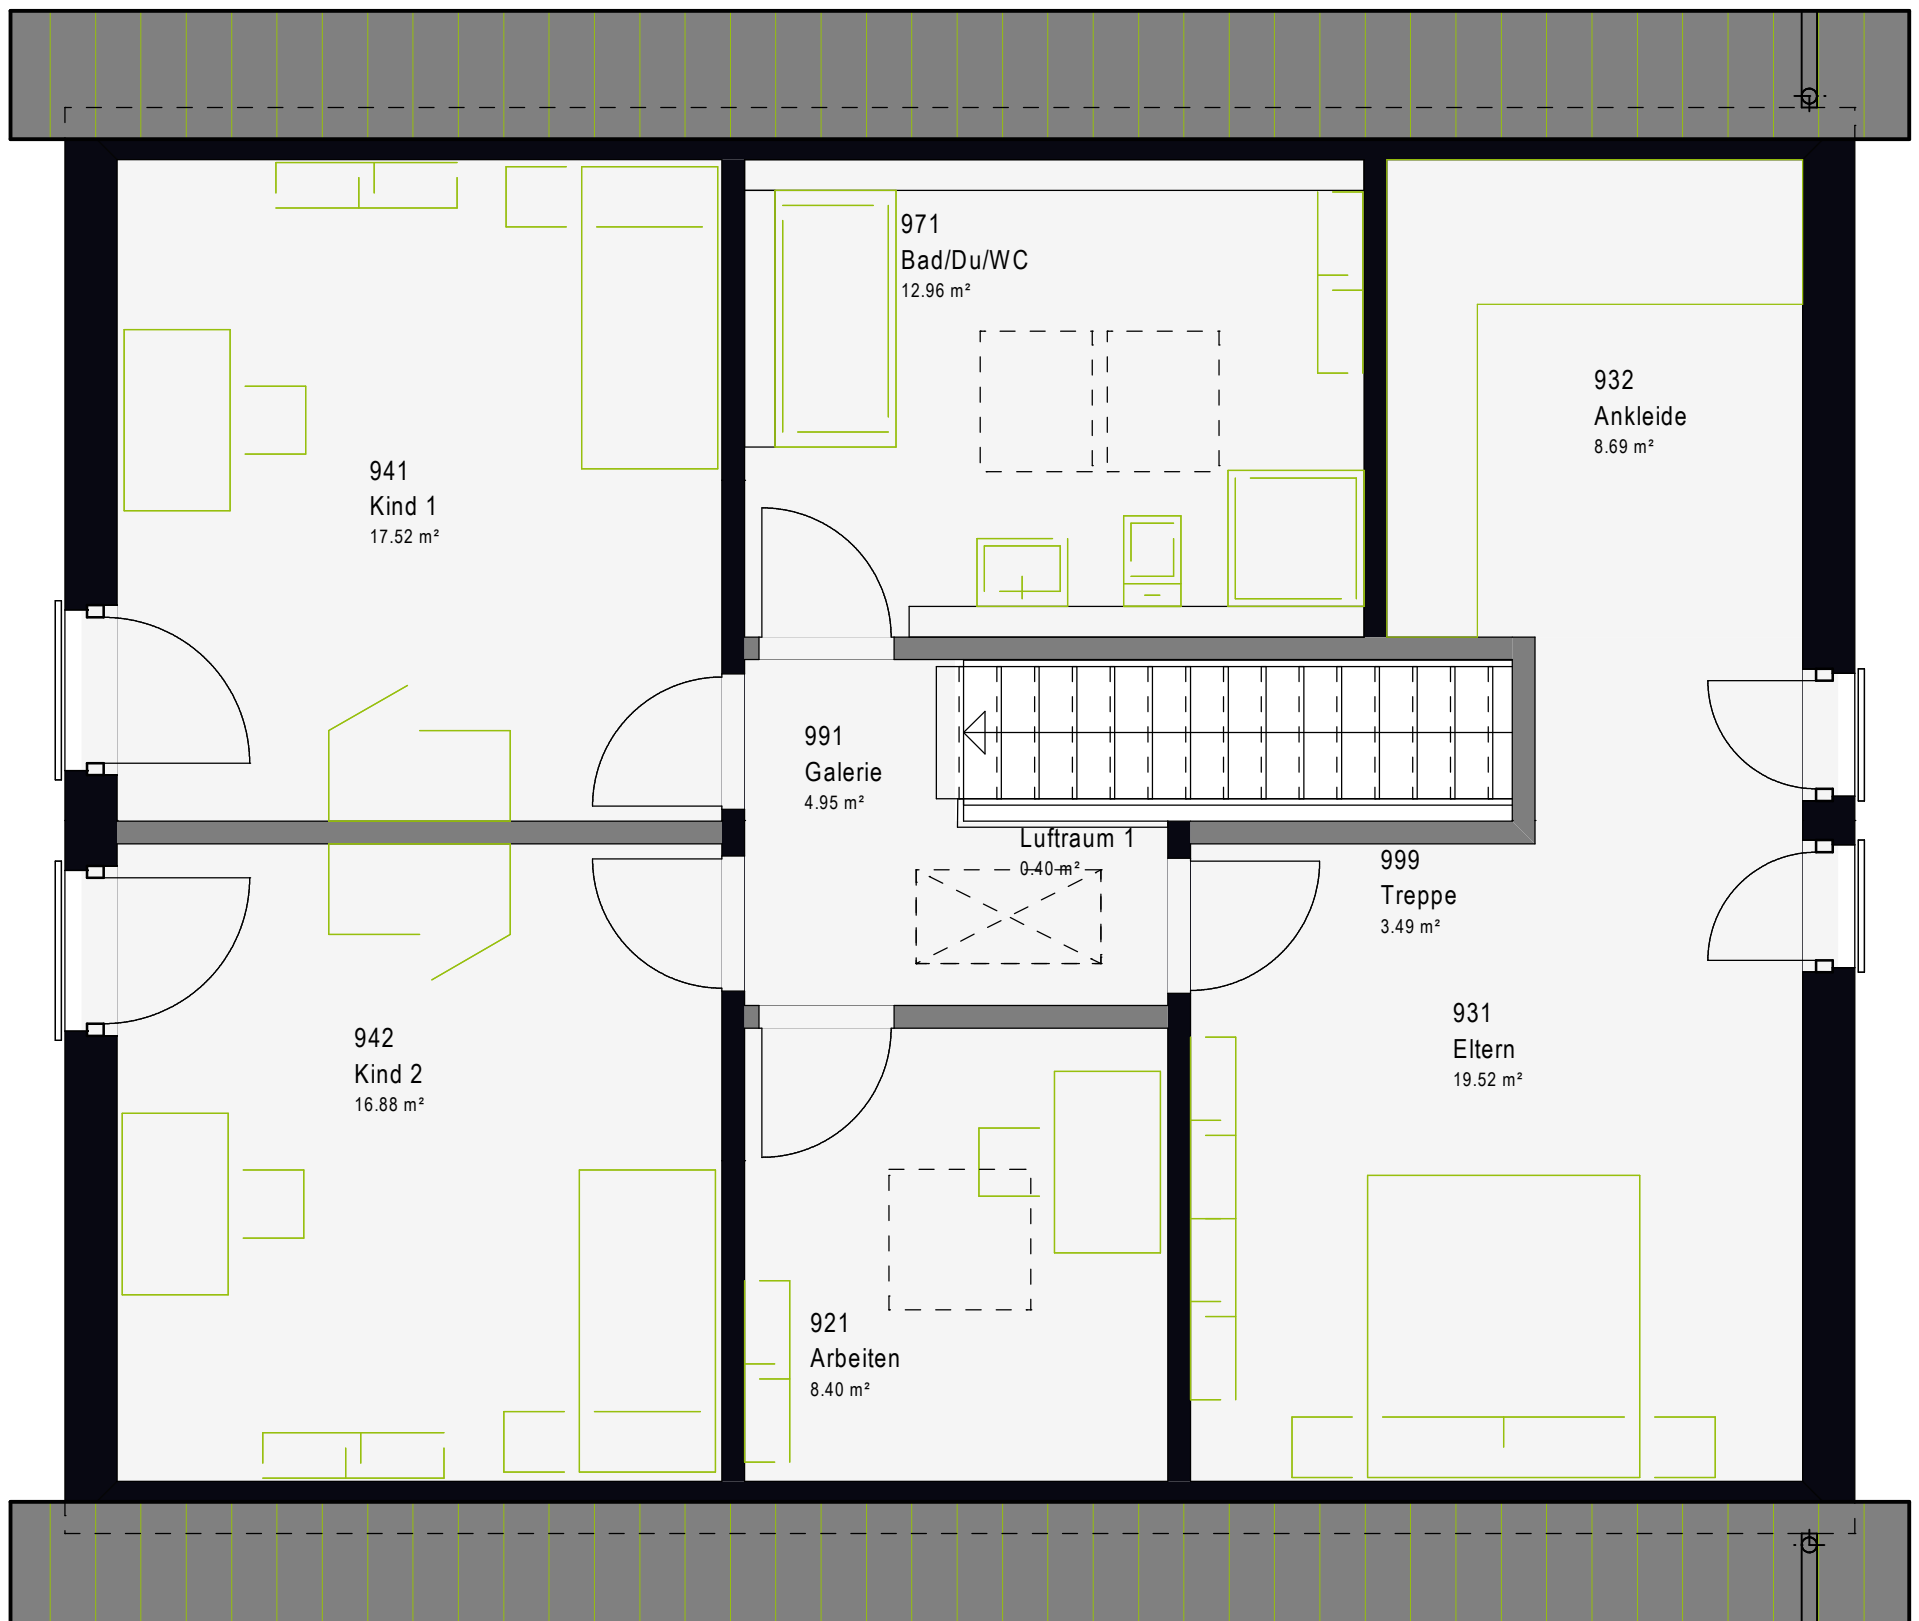 971
Bad/Du/WC
12.96 m²
932
Ankleide
8.69 m²
941
Kind 1
17.52 m²
991
Galerie
4.95 m²
Luftraum 1
0.40 m²
999
Treppe
3.49 m²
931
Eltern
19.52 m²
942
Kind 2
16.88 m²
921
Arbeiten
8.40 m²